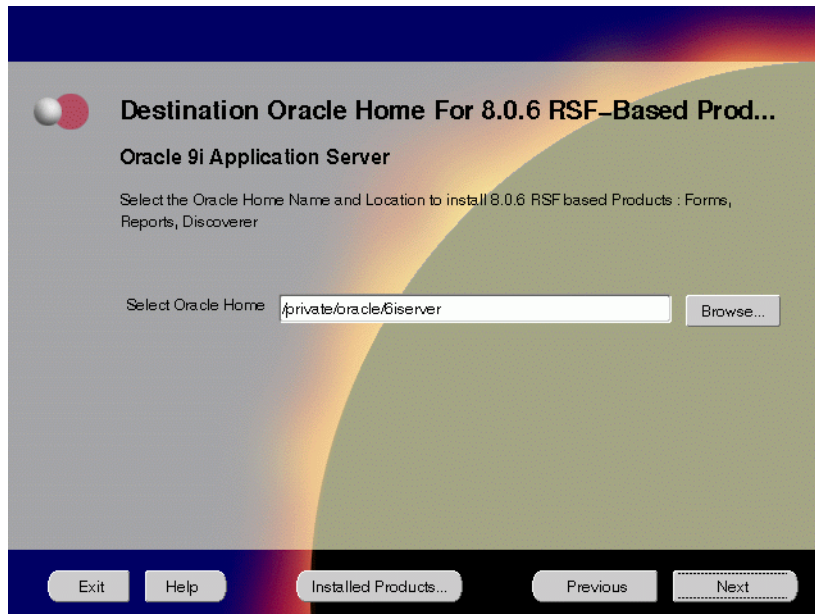 Destination Oracle Home For 8.0.6 RSF–Based Prod...
Oracle 9i Application Server
Select the Oracle Home Name and Location to install 8.0.6 RSF based Products : Forms,
Reports, Discoverer
Select Oracle Home /private/oracle/6iserver Browse...
Exit Help Installed Products... Previous Next